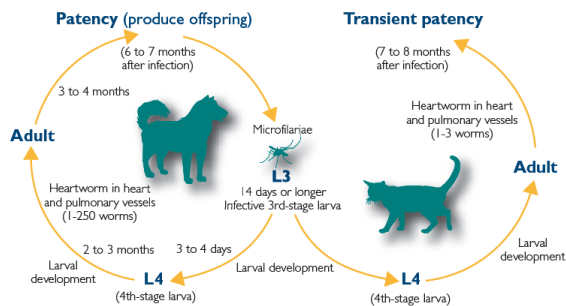 Patency (produce offspring)
(6 to 7 months
after infection)
3 to 4 months
Adult
Heartworm in heart
and pulmonary vessels
(1-250 worms)
2 to 3 months
Larval
development
L4
(4th-stage larva)
3 to 4 days
Microfilariae
L3
14 days or longer
Infective 3rd-stage larva
Larval development
Transient patency
(7 to 8 months
after infection)
Heartworm in heart
and pulmonary vessels
(1-3 worms)
Adult
Larval
development
L4
(4th-stage larva)